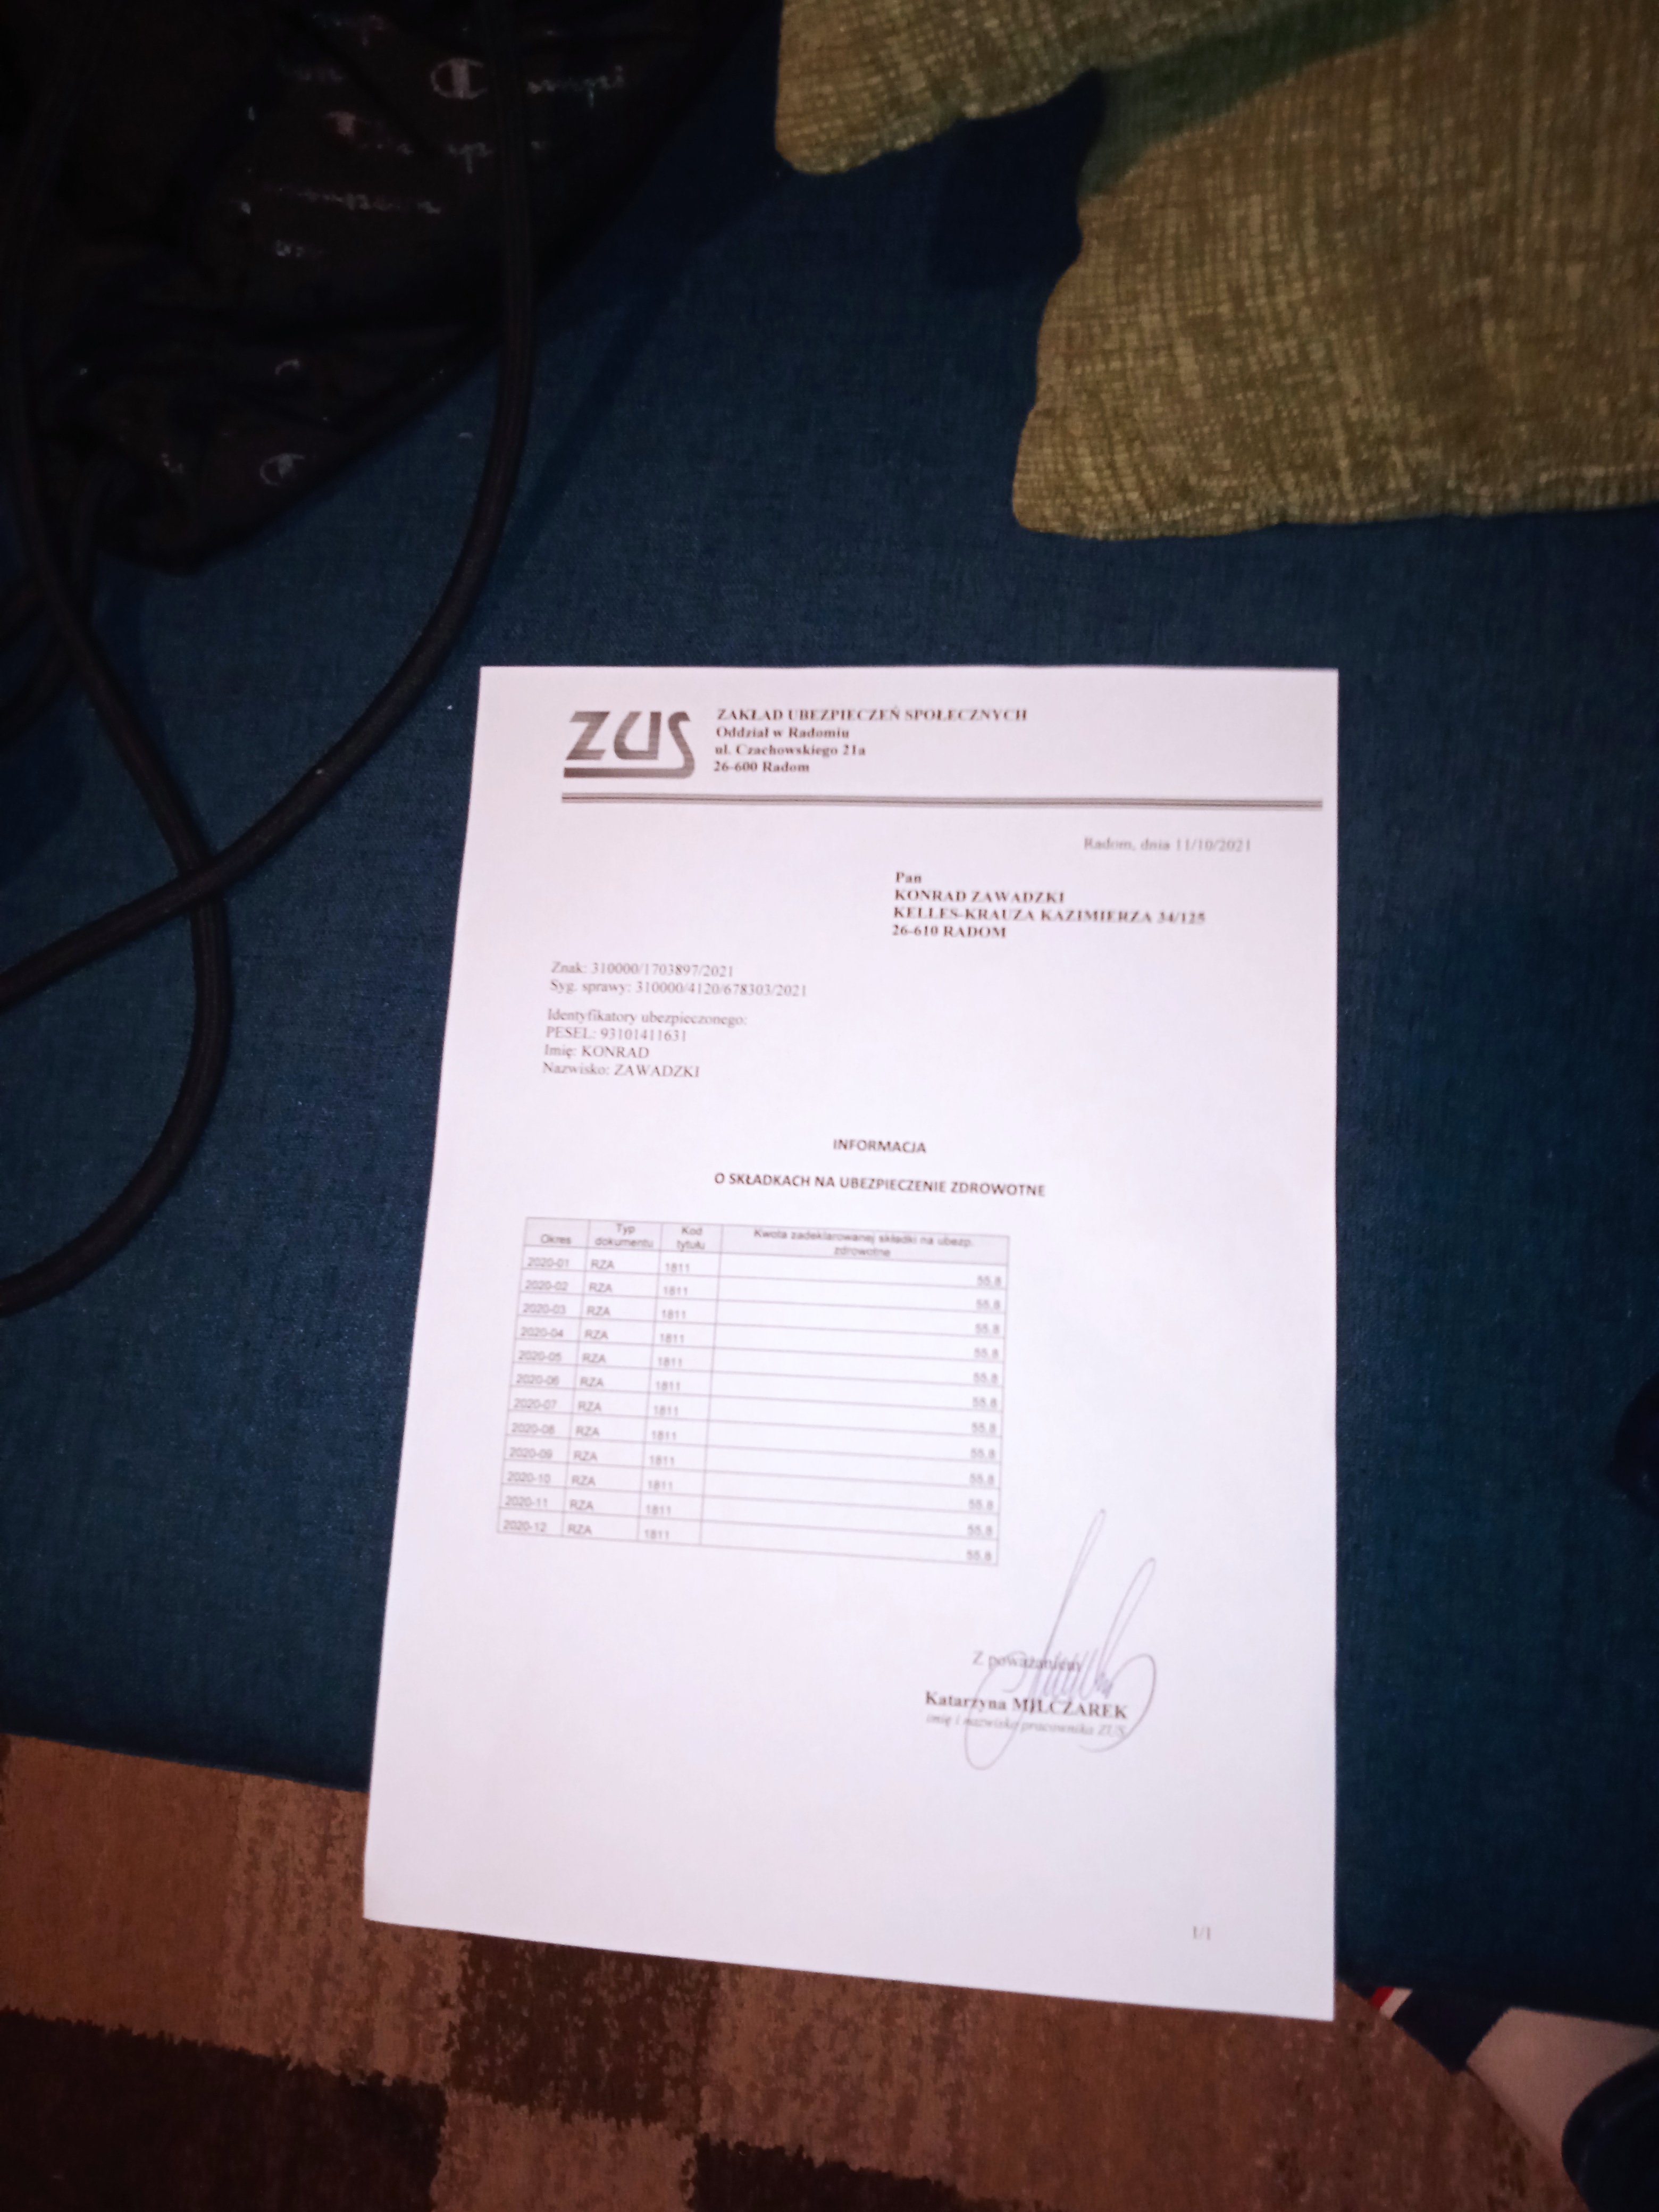 ZUS
ZAKŁAD UBEZPIECZEŃ SPOŁECZNYCH
Oddział w Radomiu
ul. Czachowskiego 21a
26-600 Radom
Radom, dnia 11/10/2021
Pan
KONRAD ZAWADZKI
KELLES-KRAUZA KAZIMIERZA 34/125
26-610 RADOM
Znak: 310000/1703897/2021
Syg. sprawy: 310000/4120/678303/2021
Identyfikatory ubezpieczonego:
PESEL: 93101411631
Imię: KONRAD
Nazwisko: ZAWADZKI
INFORMACJA
O SKŁADKACH NA UBEZPIECZENIE ZDROWOTNE
Okres Typ dokumentu Kod tytułu Kwota zadeklarowanej składki na ubezp. zdrowotne
2020-01 RZA 1811 55.8
2020-02 RZA 1811 55.8
2020-03 RZA 1811 55.8
2020-04 RZA 1811 55.8
2020-05 RZA 1811 55.8
2020-06 RZA 1811 55.8
2020-07 RZA 1811 55.8
2020-08 RZA 1811 55.8
2020-09 RZA 1811 55.8
2020-10 RZA 1811 55.8
2020-11 RZA 1811 55.8
2020-12 RZA 1811 55.8
Z poważaniem
Katarzyna MILCZAREK
imię i nazwisko pracownika ZUS
1/1